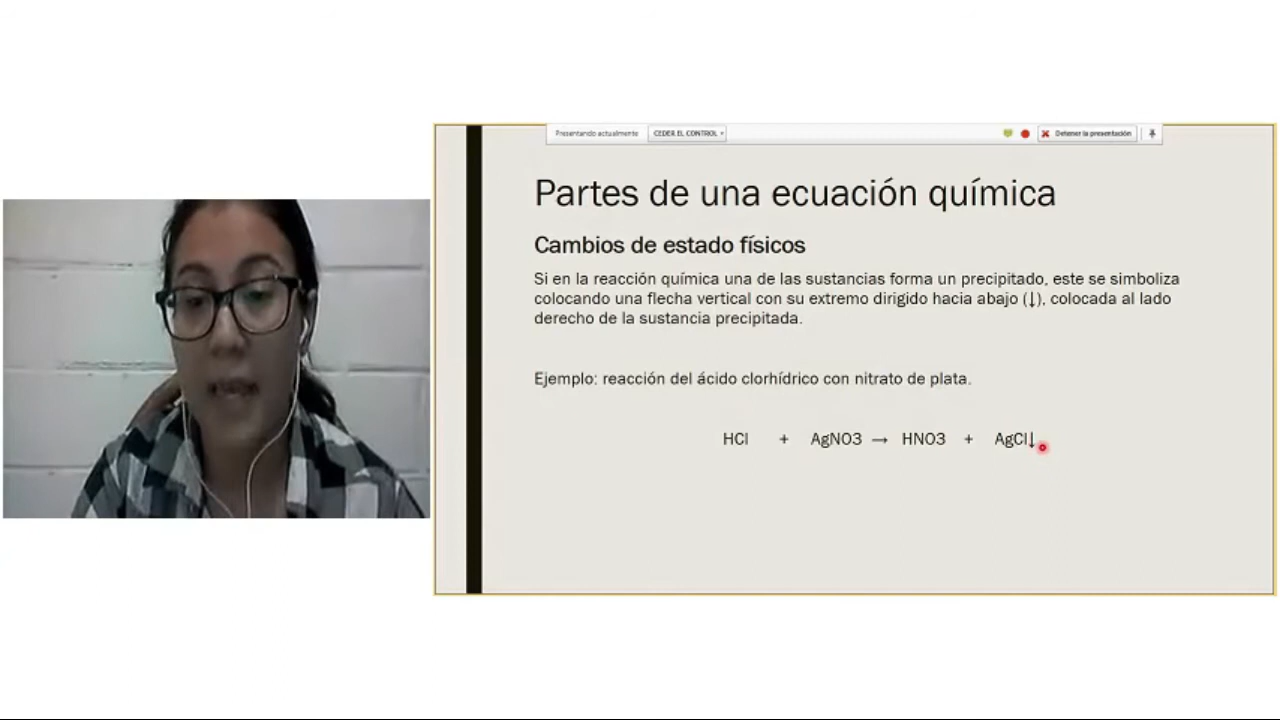 Presentando actualmente CEDER EL CONTROL Detener la presentación
Partes de una ecuación química
Cambios de estado físicos
Si en la reacción química una de las sustancias forma un precipitado, este se simboliza
colocando una flecha vertical con su extremo dirigido hacia abajo (↓), colocada al lado
derecho de la sustancia precipitada.
Ejemplo: reacción del ácido clorhídrico con nitrato de plata.
HCl + AgNO3 → HNO3 + AgCl↓